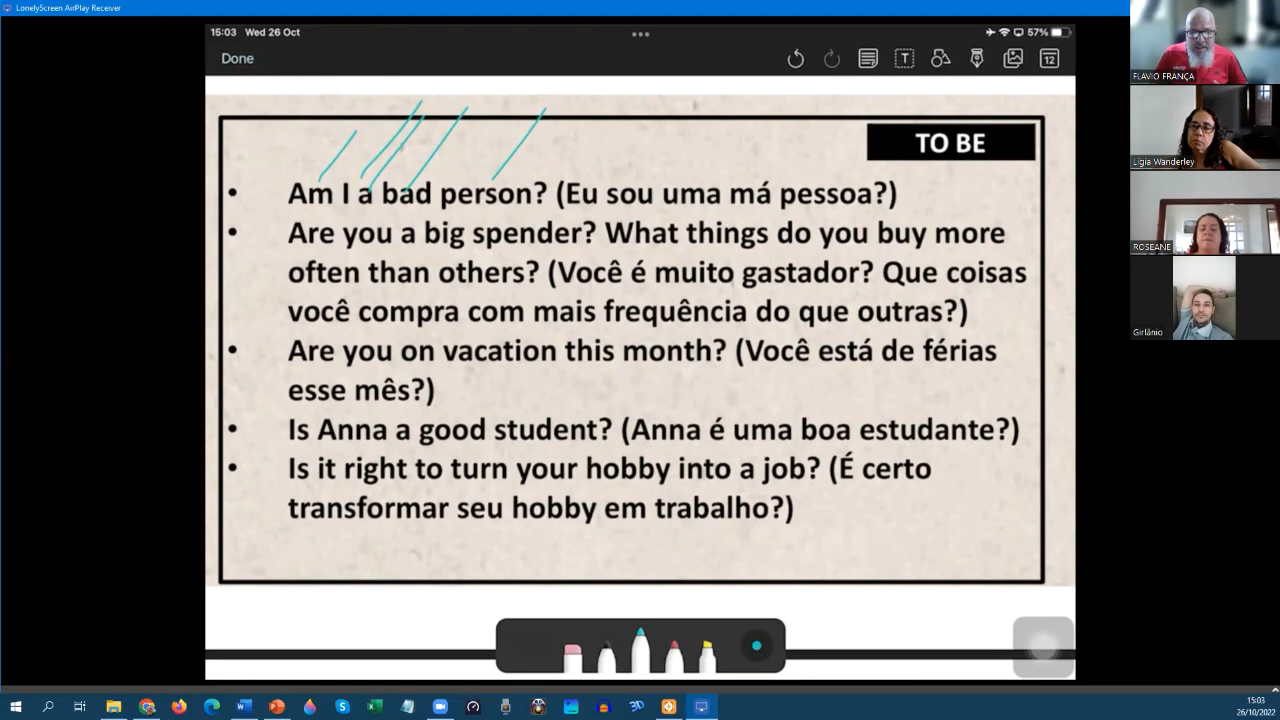 LonelyScreen AirPlay Receiver
15:03 Wed 26 Oct
57%
Done
T
12
TO BE
• Am I a bad person? (Eu sou uma má pessoa?)
• Are you a big spender? What things do you buy more
often than others? (Você é muito gastador? Que coisas
você compra com mais frequência do que outras?)
• Are you on vacation this month? (Você está de férias
esse mês?)
• Is Anna a good student? (Anna é uma boa estudante?)
• Is it right to turn your hobby into a job? (É certo
transformar seu hobby em trabalho?)
FLAVIO FRANÇA
Lígia Wanderley
ROSEANE
Girlânio
15:03
26/10/2022